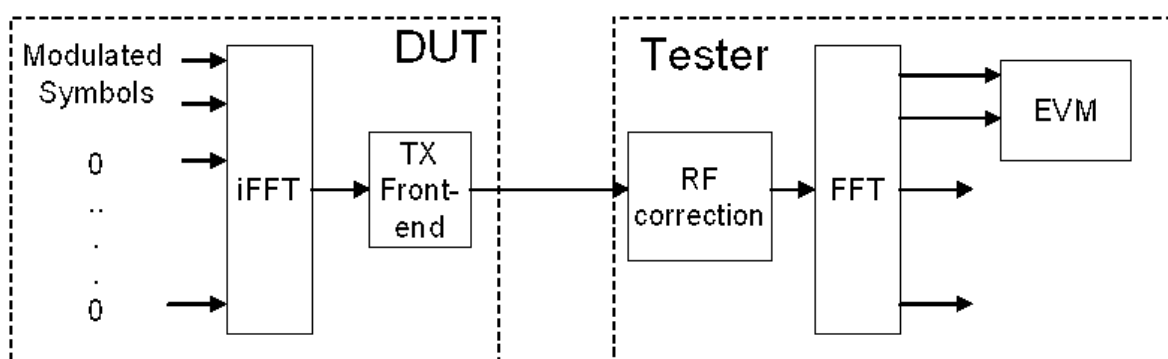 DUT
Modulated
Symbols
0
..
.
.
0
iFFT
TX
Front-
end
Tester
RF
correction
FFT
EVM